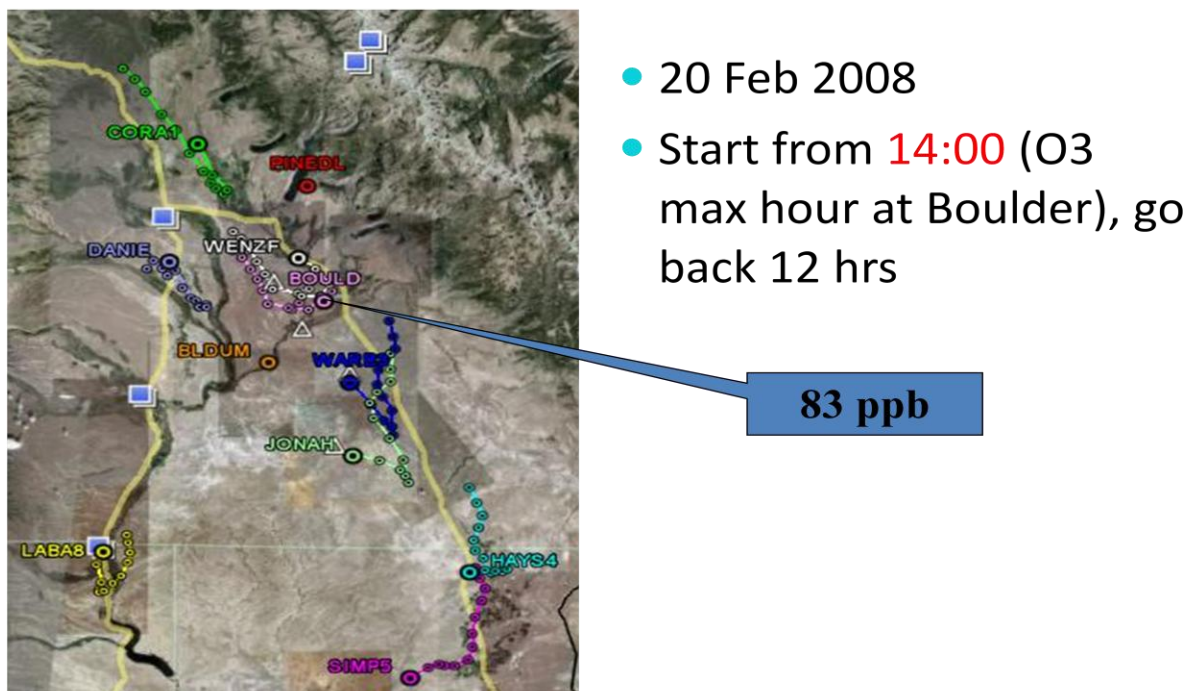 CORA1
PINEDL
DANIE
WENZF
BOULD
BLDUM
WARB3
JONAH
LABA8
HAYS4
SIMP5
• 20 Feb 2008
• Start from 14:00 (O3
max hour at Boulder), go
back 12 hrs
83 ppb